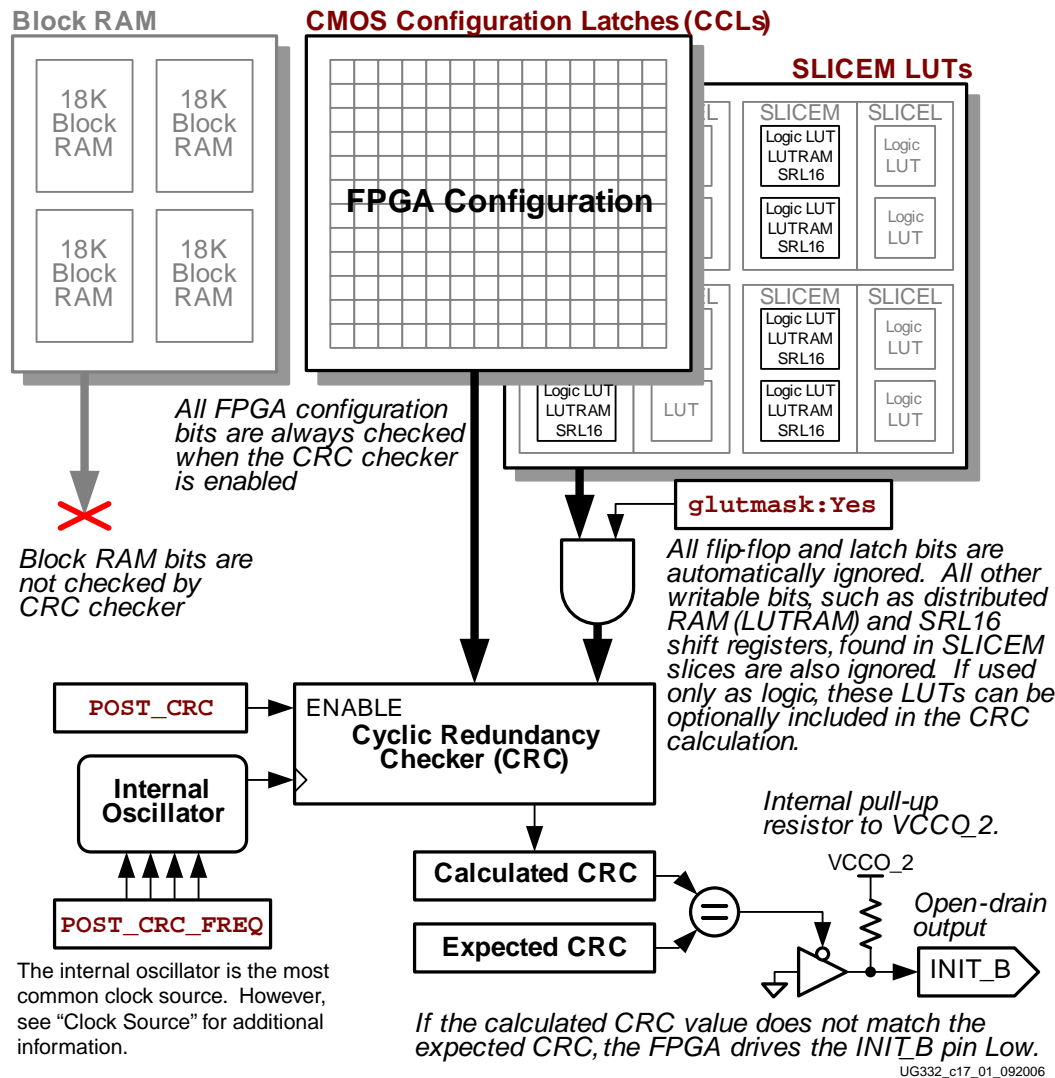 Block RAM
CMOS Configuration Latches (CCLs)
SLICEM LUTs
18K
Block
RAM
18K
Block
RAM
18K
Block
RAM
18K
Block
RAM
FPGA Configuration
EL
SLICEM
SLICEL
Logic LUT
LUTRAM
SRL16
Logic
LUT
Logic LUT
LUTRAM
SRL16
Logic
LUT
EL
SLICEM
SLICEL
Logic LUT
LUTRAM
SRL16
Logic
LUT
Logic LUT
LUTRAM
SRL16
LUT
Logic LUT
LUTRAM
SRL16
Logic
LUT
All FPGA configuration
bits are always checked
when the CRC checker
is enabled
glutmask:Yes
Block RAM bits are
not checked by
CRC checker
All flip-flop and latch bits are
automatically ignored. All other
writable bits, such as distributed
RAM (LUTRAM) and SRL16
shift registers, found in SLICEM
slices are also ignored. If used
only as logic, these LUTs can be
optionally included in the CRC
calculation.
POST_CRC
ENABLE
Cyclic Redundancy
Checker (CRC)
Internal
Oscillator
POST_CRC_FREQ
The internal oscillator is the most
common clock source. However,
see “Clock Source” for additional
information.
Calculated CRC
Expected CRC
=
Internal pull-up
resistor to VCCO_2.
VCCO_2
Open-drain
output
INIT_B
If the calculated CRC value does not match the
expected CRC, the FPGA drives the INIT_B pin Low.
UG332_c17_01_092006